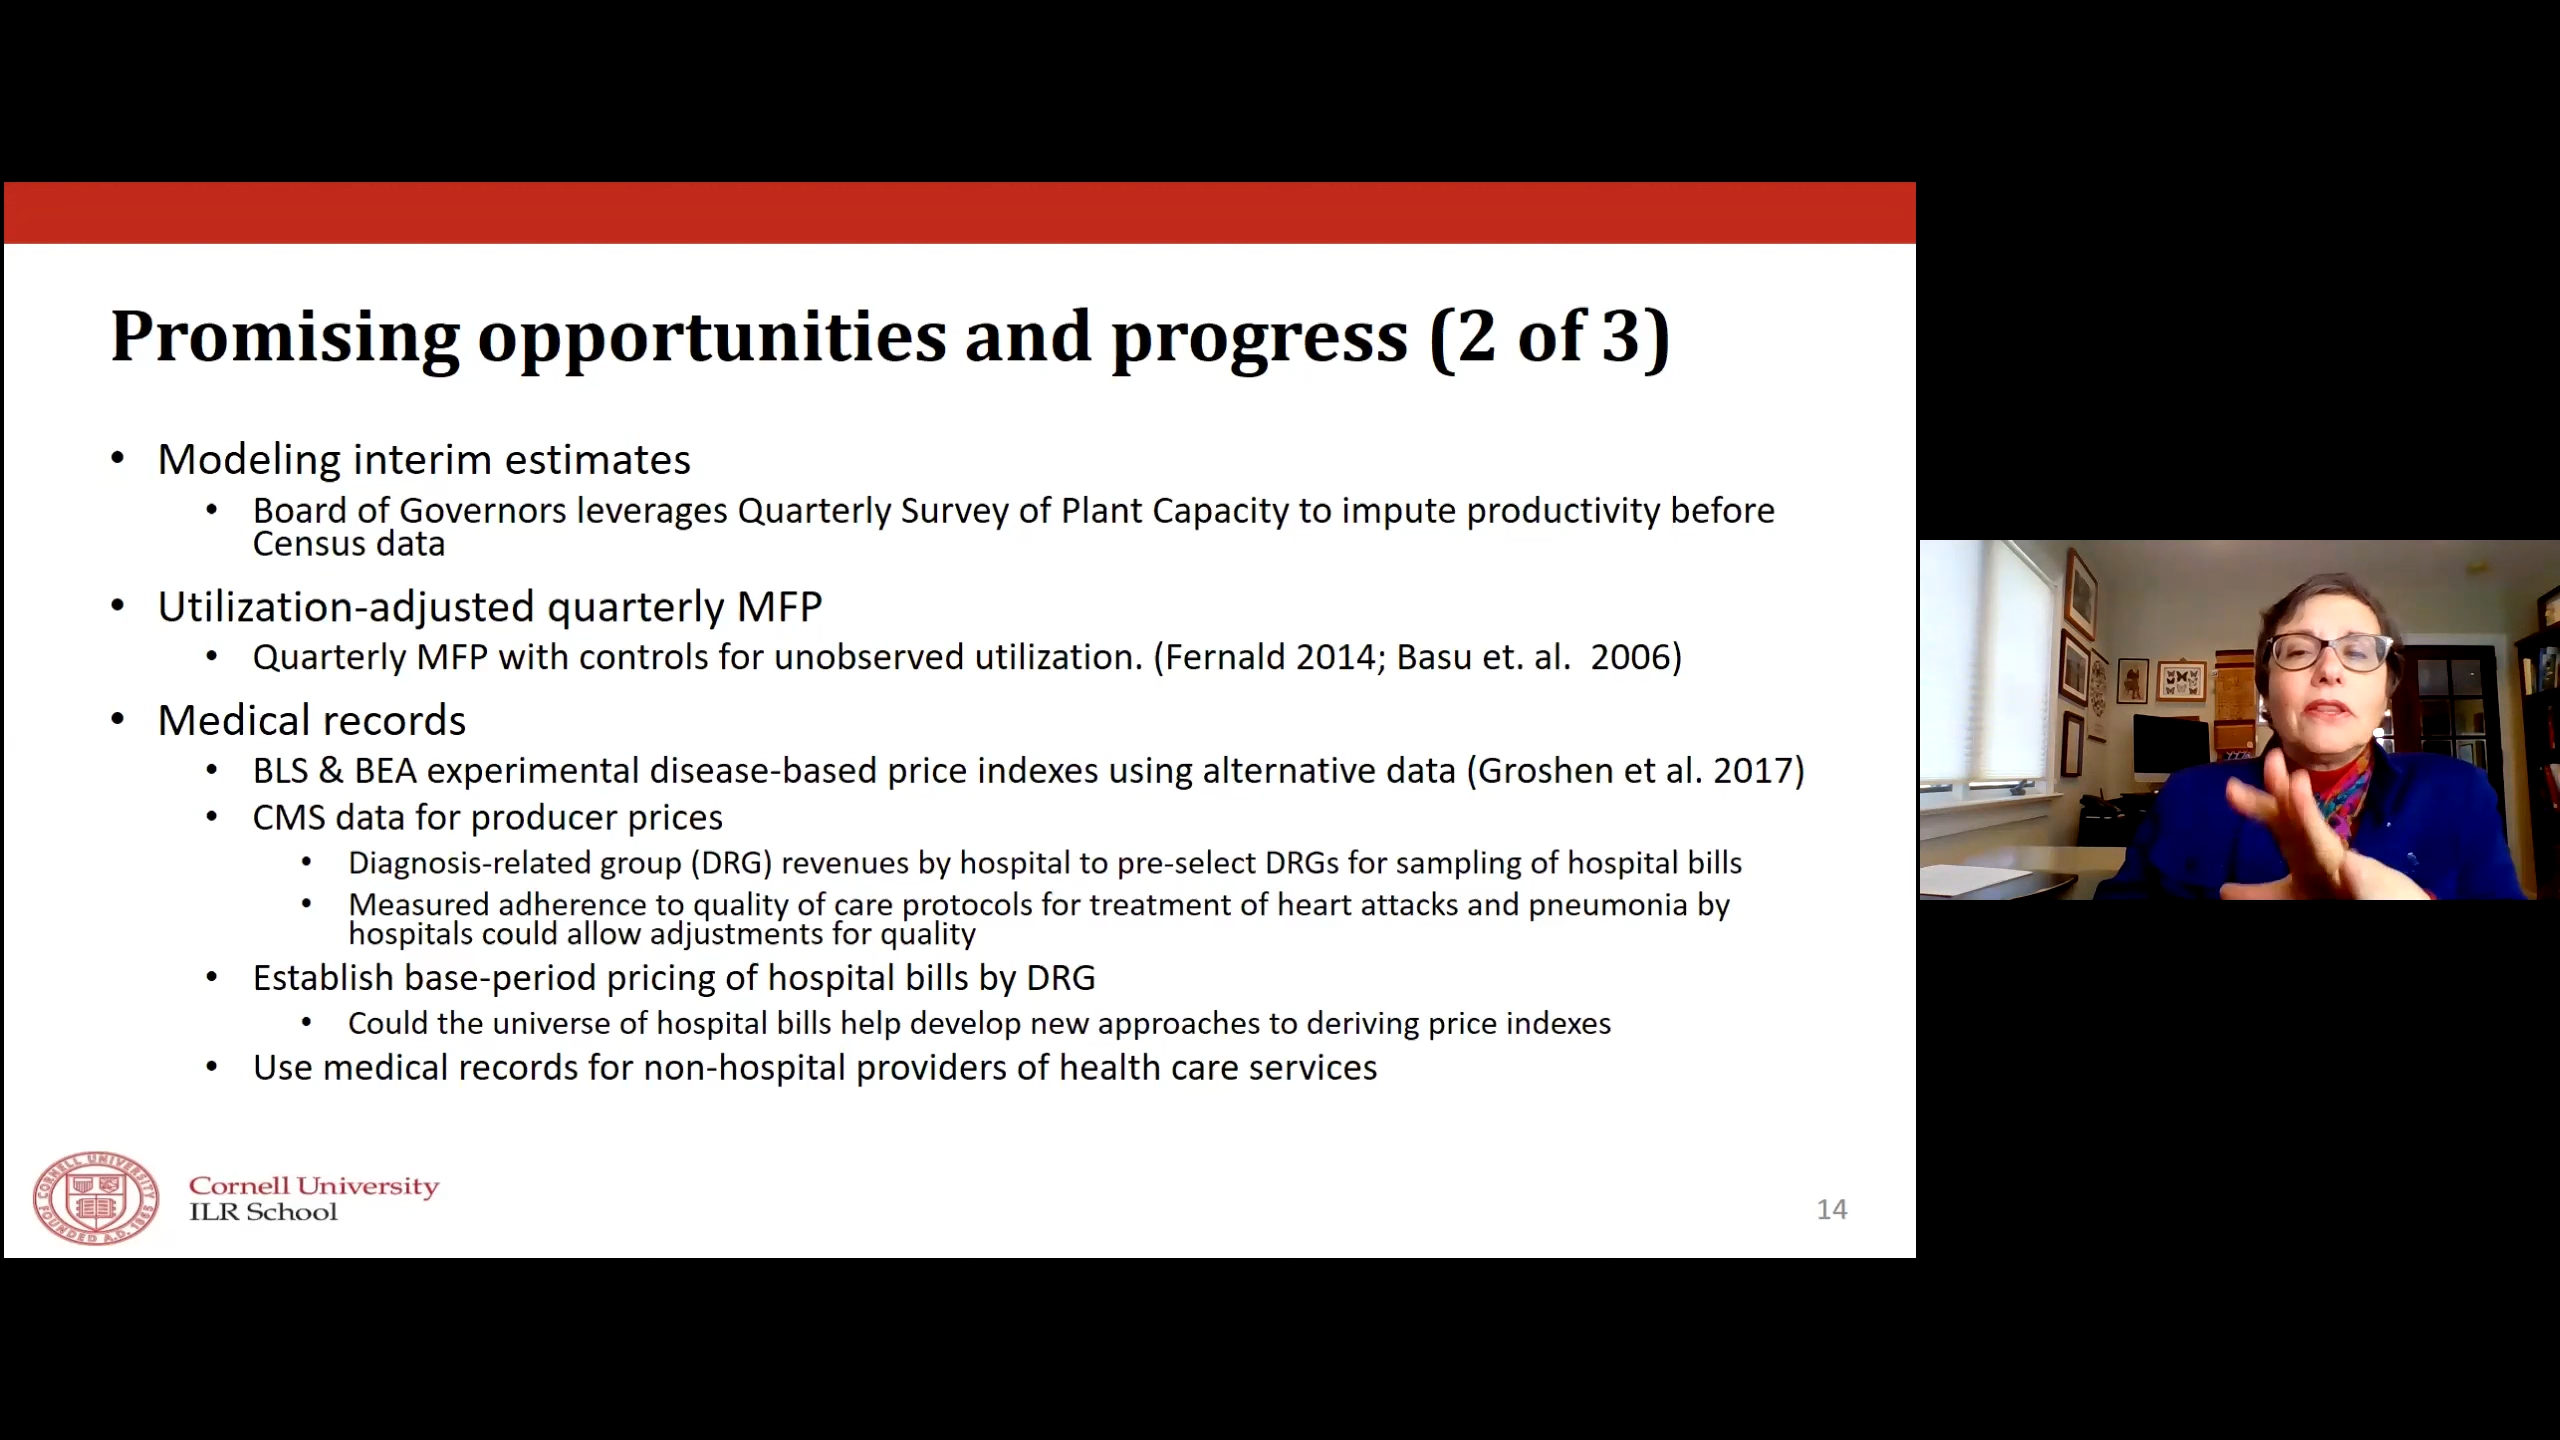 Promising opportunities and progress (2 of 3)
• Modeling interim estimates
• Board of Governors leverages Quarterly Survey of Plant Capacity to impute productivity before
Census data
• Utilization-adjusted quarterly MFP
• Quarterly MFP with controls for unobserved utilization. (Fernald 2014; Basu et. al.  2006)
• Medical records
• BLS & BEA experimental disease-based price indexes using alternative data (Groshen et al. 2017)
• CMS data for producer prices
• Diagnosis-related group (DRG) revenues by hospital to pre-select DRGs for sampling of hospital bills
• Measured adherence to quality of care protocols for treatment of heart attacks and pneumonia by
hospitals could allow adjustments for quality
• Establish base-period pricing of hospital bills by DRG
• Could the universe of hospital bills help develop new approaches to deriving price indexes
• Use medical records for non-hospital providers of health care services
CORNELL UNIVERSITY
FOUNDED A.D. 1865
Cornell University
ILR School
14